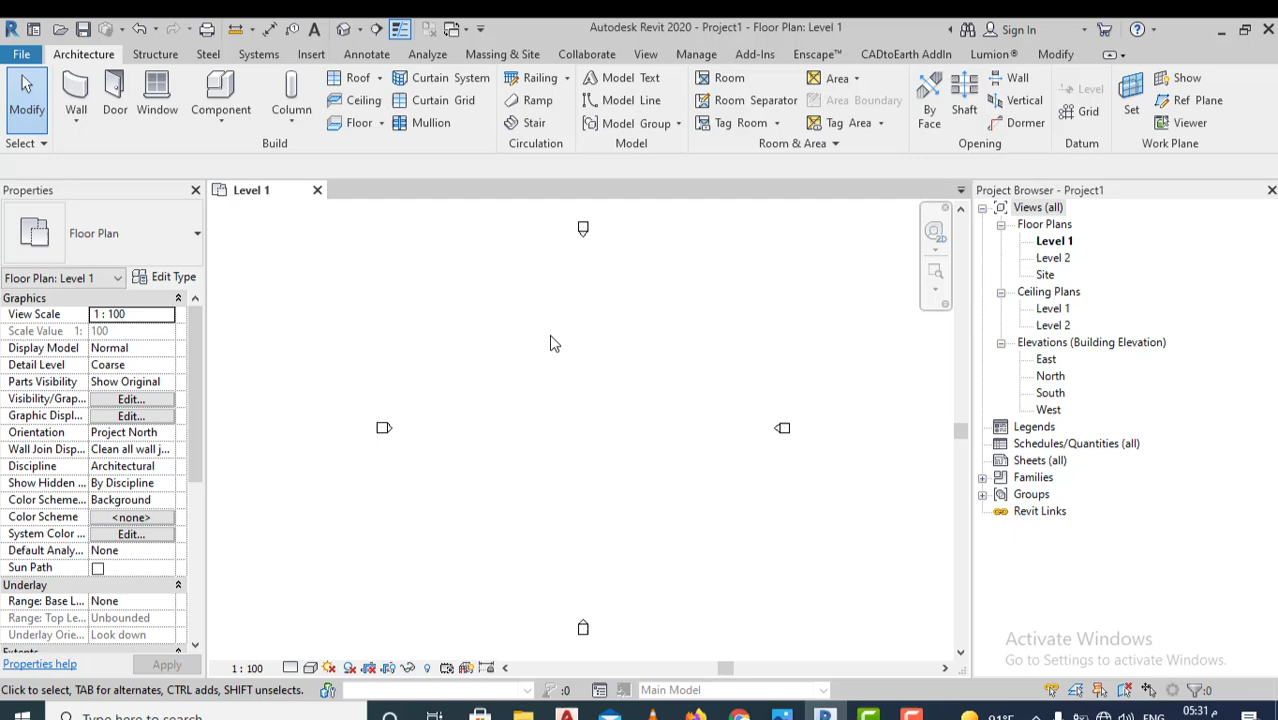 Autodesk Revit 2020 - Project1 - Floor Plan: Level 1
Sign In
File Architecture Structure Steel Systems Insert Annotate Analyze Massing & Site Collaborate View Manage Add-Ins Enscape™ CADtoEarth AddIn Lumion® Modify
Modify
Wall
Door
Window
Component
Column
Roof
Ceiling
Floor
Curtain System
Curtain Grid
Mullion
Railing
Ramp
Stair
Model Text
Model Line
Model Group
Room
Room Separator
Tag Room
Area
Area Boundary
Tag Area
By
Face
Shaft
Wall
Vertical
Dormer
Level
Grid
Set
Show
Ref Plane
Viewer
Select Build Circulation Model Room & Area Opening Datum Work Plane
Properties
Floor Plan
Floor Plan: Level 1 Edit Type
Graphics
View Scale 1 : 100
Scale Value 1: 100
Display Model Normal
Detail Level Coarse
Parts Visibility Show Original
Visibility/Grap... Edit...
Graphic Displ... Edit...
Orientation Project North
Wall Join Disp... Clean all wall j...
Discipline Architectural
Show Hidden ... By Discipline
Color Scheme... Background
Color Scheme <none>
System Color ... Edit...
Default Analy... None
Sun Path
Underlay
Range: Base L... None
Range: Top Le... Unbounded
Underlay Orie... Look down
Properties help Apply
Level 1
2D
1 : 100
Project Browser - Project1
Views (all)
Floor Plans
Level 1
Level 2
Site
Ceiling Plans
Level 1
Level 2
Elevations (Building Elevation)
East
North
South
West
Legends
Schedules/Quantities (all)
Sheets (all)
Families
Groups
Revit Links
Activate Windows
Go to Settings to activate Windows.
Click to select, TAB for alternates, CTRL adds, SHIFT unselects.
:0
Main Model
:0
Type here to search
91°F
ENG
05:31 م